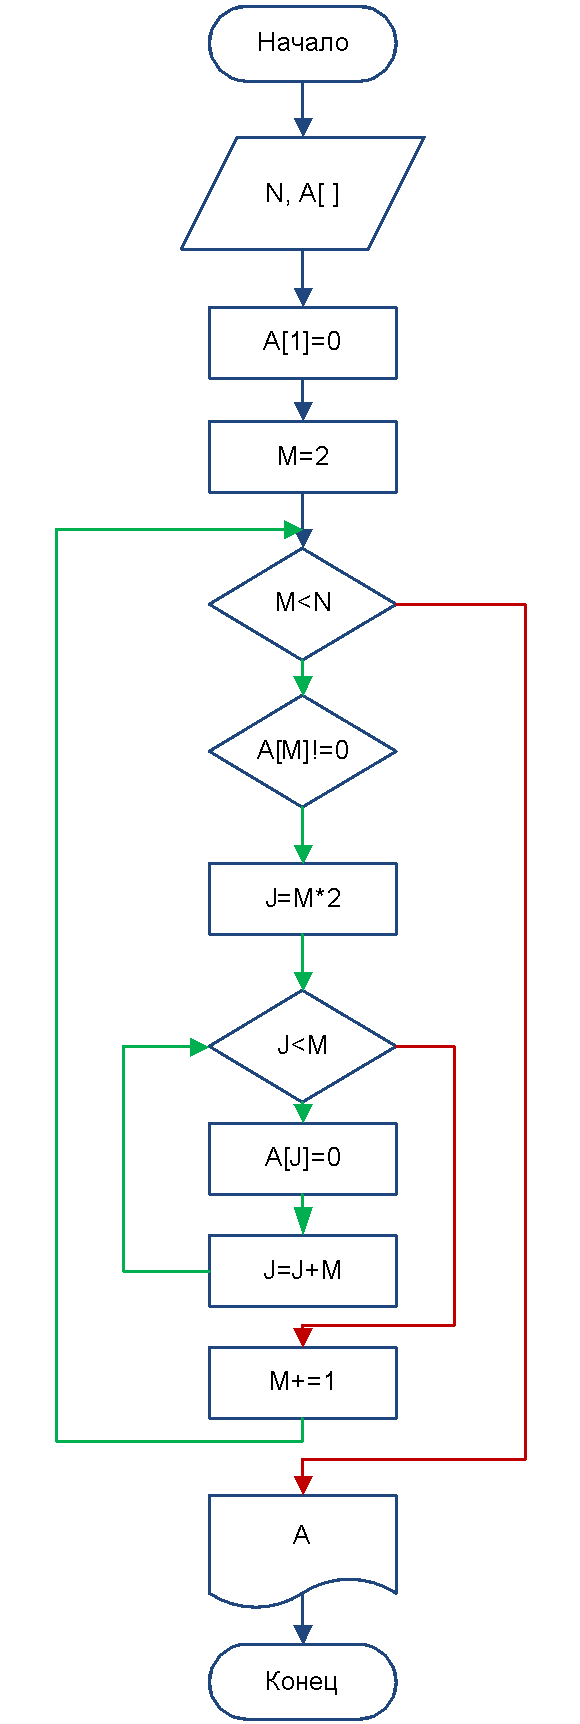 Начало
N, A[ ]
A[1]=0
M=2
M<N
A[M]!=0
J=M*2
J<M
A[J]=0
J=J+M
M+=1
A
Конец